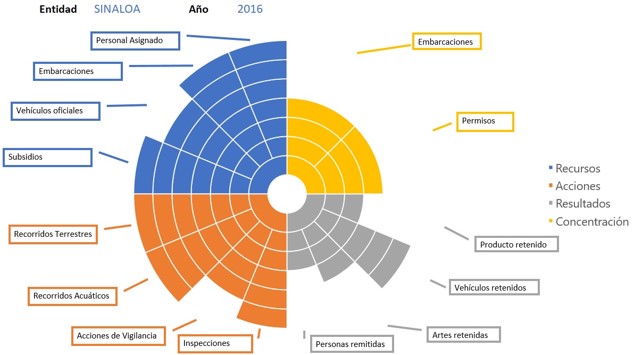 Entidad SINALOA Año 2016
Personal Asignado
Embarcaciones
Embarcaciones
Vehículos oficiales
Permisos
Subsidios
Recursos
Acciones
Resultados
Concentración
Recorridos Terrestres
Producto retenido
Recorridos Acuáticos
Vehículos retenidos
Acciones de Vigilancia
Inspecciones
Personas remitidas
Artes retenidas